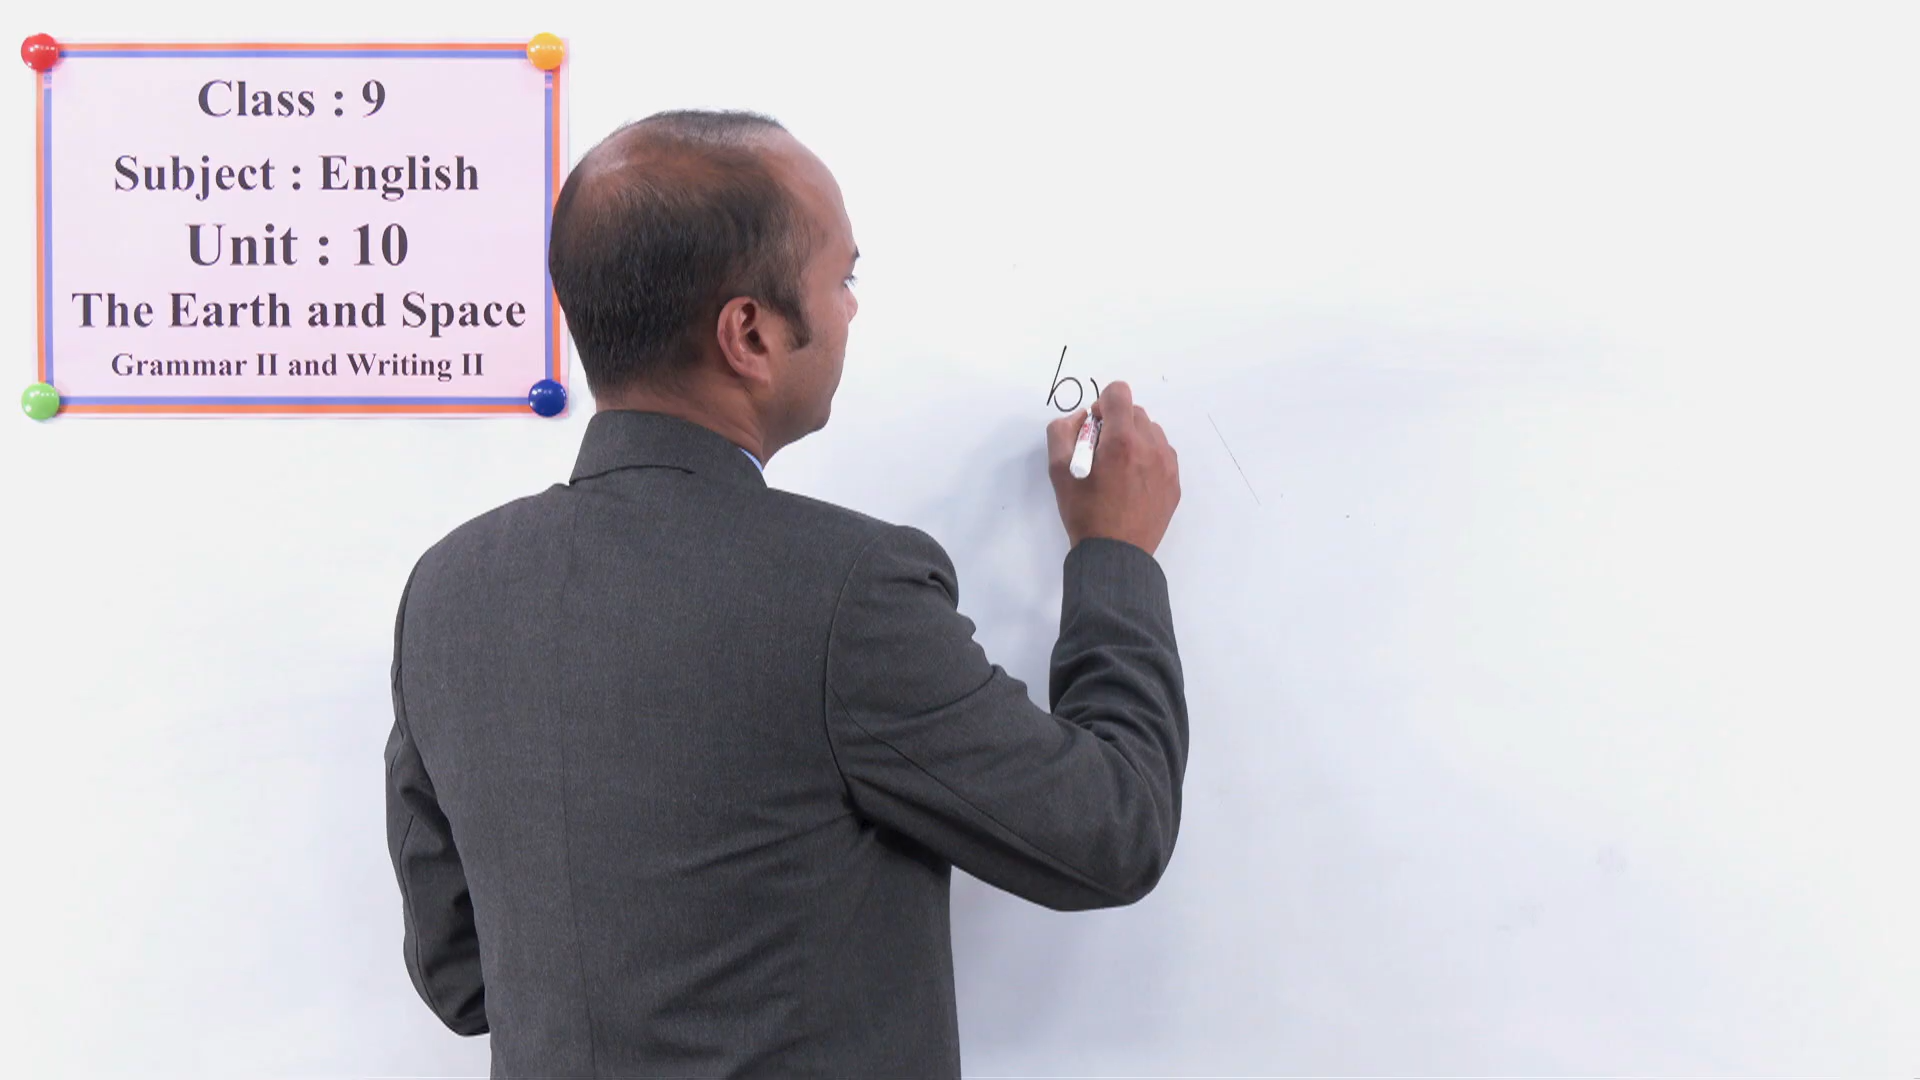 Class : 9
Subject : English
Unit : 10
The Earth and Space
Grammar II and Writing II